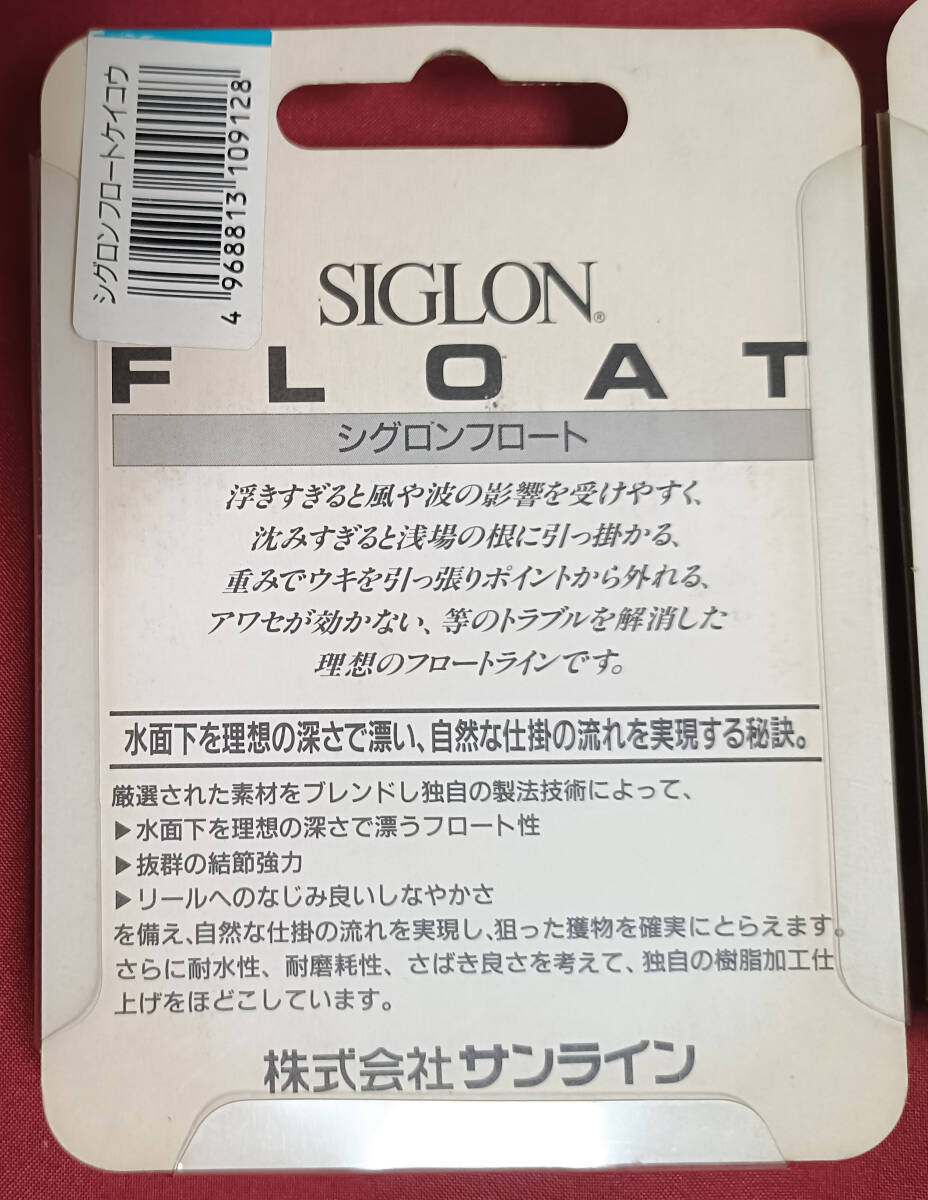 シグロンフロートケイコウ
4 968813 109128
SIGLON®
FLOAT
シグロンフロート
浮きすぎると風や波の影響を受けやすく、
沈みすぎると浅場の根に引っ掛かる、
重みでウキを引っ張りポイントから外れる、
アワセが効かない、等のトラブルを解消した
理想のフロートラインです。
水面下を理想の深さで漂い、自然な仕掛の流れを実現する秘訣。
厳選された素材をブレンドし独自の製法技術によって、
▶水面下を理想の深さで漂うフロート性
▶抜群の結節強力
▶リールへのなじみ良いしなやかさ
を備え、自然な仕掛の流れを実現し、狙った獲物を確実にとらえます。
さらに耐水性、耐磨耗性、さばき良さを考えて、独自の樹脂加工仕
上げをほどこしています。
株式会社サンライン